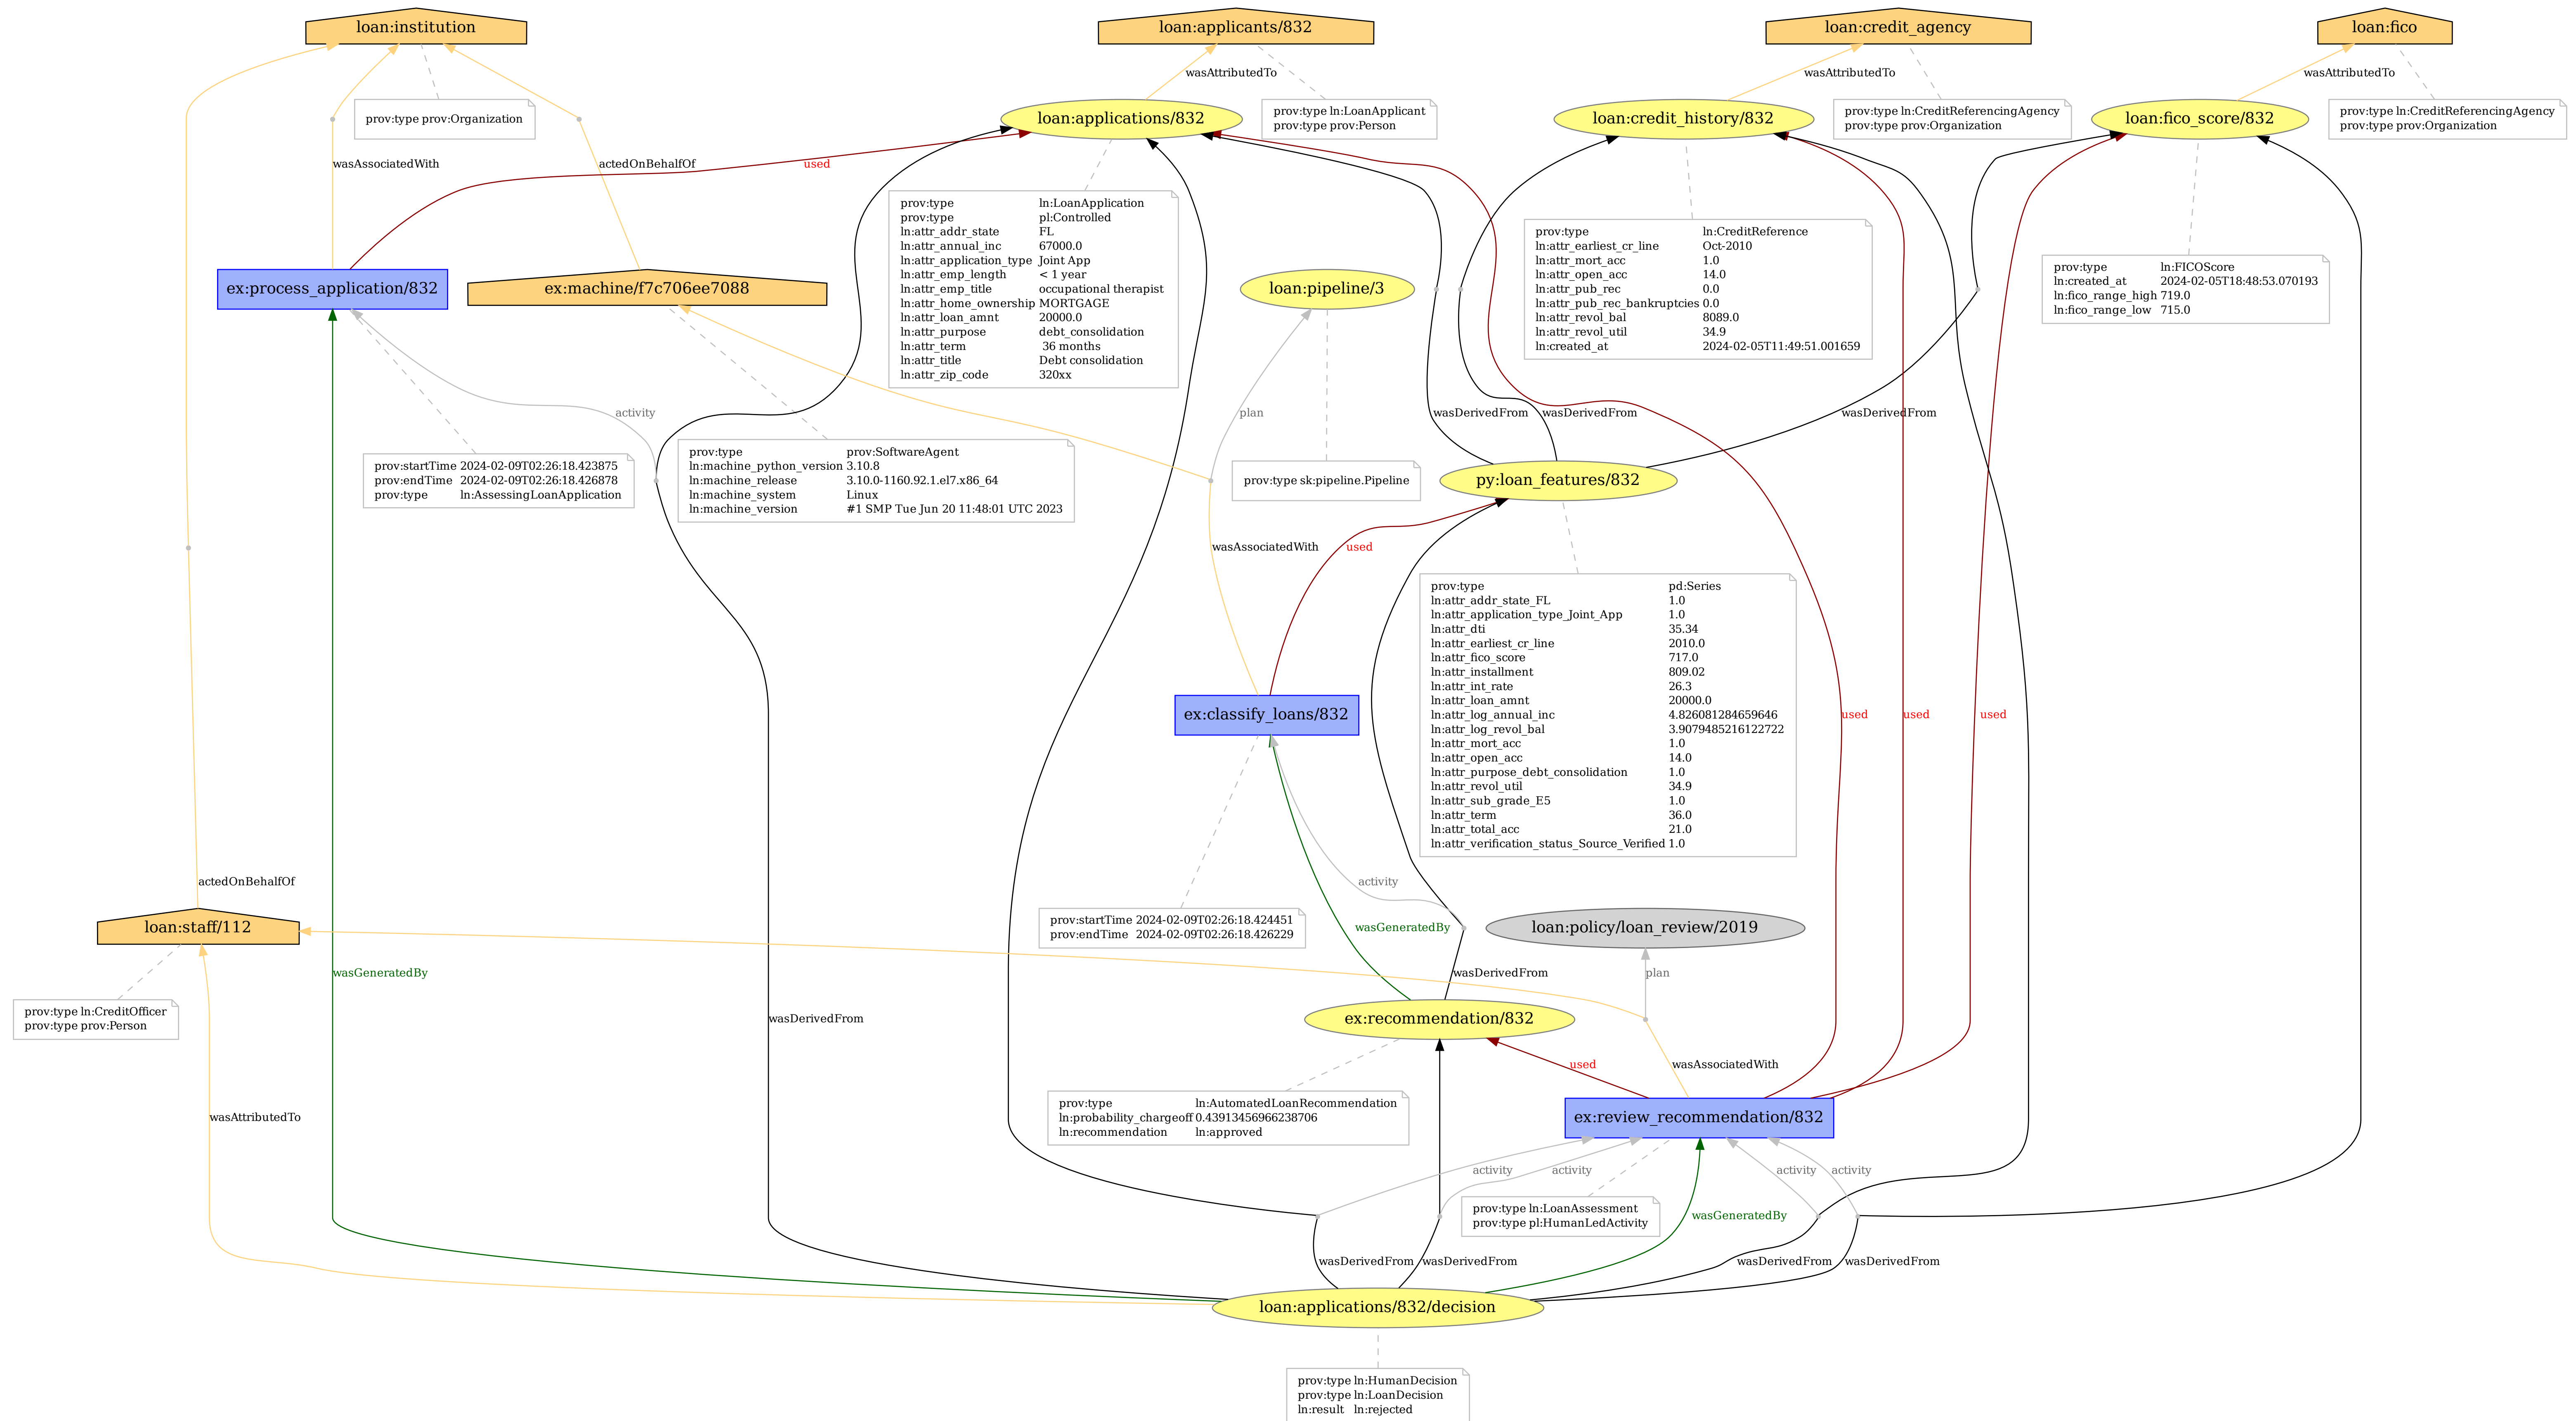 loan:institution
loan:applicants/832
loan:credit_agency
loan:fico
wasAttributedTo
wasAttributedTo
wasAttributedTo
prov:type prov:Organization
loan:applications/832
prov:type ln:LoanApplicant
prov:type prov:Person
loan:credit_history/832
prov:type ln:CreditReferencingAgency
prov:type prov:Organization
loan:fico_score/832
prov:type ln:CreditReferencingAgency
prov:type prov:Organization
wasAssociatedWith
actedOnBehalfOf
used
prov:type ln:LoanApplication
prov:type pl:Controlled
ln:attr_addr_state FL
ln:attr_annual_inc 67000.0
ln:attr_application_type Joint App
ln:attr_emp_length < 1 year
ln:attr_emp_title occupational therapist
ln:attr_home_ownership MORTGAGE
ln:attr_loan_amnt 20000.0
ln:attr_purpose debt_consolidation
ln:attr_term 36 months
ln:attr_title Debt consolidation
ln:attr_zip_code 320xx
prov:type ln:CreditReference
ln:attr_earliest_cr_line Oct-2010
ln:attr_mort_acc 1.0
ln:attr_open_acc 14.0
ln:attr_pub_rec 0.0
ln:attr_pub_rec_bankruptcies 0.0
ln:attr_revol_bal 8089.0
ln:attr_revol_util 34.9
ln:created_at 2024-02-05T11:49:51.001659
prov:type ln:FICOScore
ln:created_at 2024-02-05T18:48:53.070193
ln:fico_range_high 719.0
ln:fico_range_low 715.0
ex:process_application/832
ex:machine/f7c706ee7088
loan:pipeline/3
activity
plan
wasDerivedFrom
wasDerivedFrom
wasDerivedFrom
prov:startTime 2024-02-09T02:26:18.423875
prov:endTime 2024-02-09T02:26:18.426878
prov:type ln:AssessingLoanApplication
prov:type prov:SoftwareAgent
ln:machine_python_version 3.10.8
ln:machine_release 3.10.0-1160.92.1.el7.x86_64
ln:machine_system Linux
ln:machine_version #1 SMP Tue Jun 20 11:48:01 UTC 2023
prov:type sk:pipeline.Pipeline
py:loan_features/832
wasAssociatedWith
used
prov:type pd:Series
ln:attr_addr_state_FL 1.0
ln:attr_application_type_Joint_App 1.0
ln:attr_dti 35.34
ln:attr_earliest_cr_line 2010.0
ln:attr_fico_score 717.0
ln:attr_installment 809.02
ln:attr_int_rate 26.3
ln:attr_loan_amnt 20000.0
ln:attr_log_annual_inc 4.826081284659646
ln:attr_log_revol_bal 3.9079485216122722
ln:attr_mort_acc 1.0
ln:attr_open_acc 14.0
ln:attr_purpose_debt_consolidation 1.0
ln:attr_revol_util 34.9
ln:attr_sub_grade_E5 1.0
ln:attr_term 36.0
ln:attr_total_acc 21.0
ln:attr_verification_status_Source_Verified 1.0
ex:classify_loans/832
used
used
used
actedOnBehalfOf
activity
loan:staff/112
prov:startTime 2024-02-09T02:26:18.424451
prov:endTime 2024-02-09T02:26:18.426229
wasGeneratedBy
loan:policy/loan_review/2019
wasGeneratedBy
wasDerivedFrom
plan
prov:type ln:CreditOfficer
prov:type prov:Person
wasDerivedFrom
ex:recommendation/832
used
wasAssociatedWith
wasAttributedTo
prov:type ln:AutomatedLoanRecommendation
ln:probability_chargeoff 0.43913456966238706
ln:recommendation ln:approved
ex:review_recommendation/832
activity
activity
activity
activity
prov:type ln:LoanAssessment
prov:type pl:HumanLedActivity
wasGeneratedBy
wasDerivedFrom
wasDerivedFrom
wasDerivedFrom
wasDerivedFrom
loan:applications/832/decision
prov:type ln:HumanDecision
prov:type ln:LoanDecision
ln:result ln:rejected